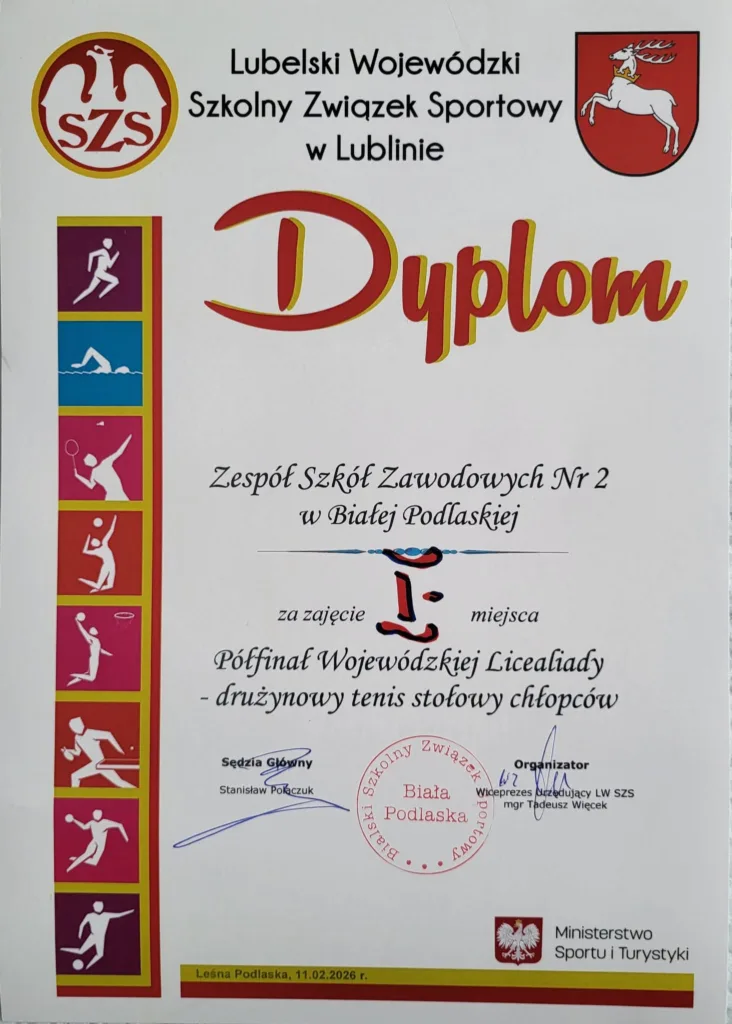 SZS
Lubelski Wojewódzki
Szkolny Związek Sportowy
w Lublinie
Dyplom
Zespół Szkół Zawodowych Nr 2
w Białej Podlaskiej
za zajęcie I. miejsca
Półfinał Wojewódzkiej Licealiady
- drużynowy tenis stołowy chłopców
Sędzia Główny
Stanisław Polaczuk
Bialski Szkolny Związek Sportowy
Biała
Podlaska
Organizator
wz
Wiceprezes Urzędujący LW SZS
mgr Tadeusz Więcek
Ministerstwo
Sportu i Turystyki
Leśna Podlaska, 11.02.2026 r.